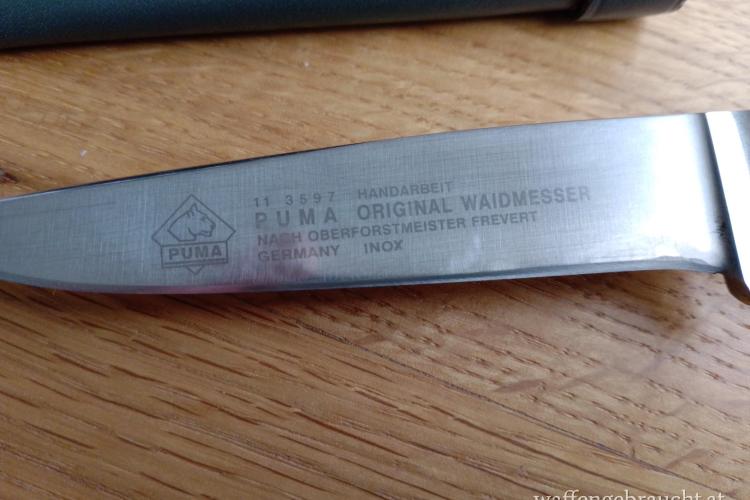 PUMA
11 3597 HANDARBEIT
PUMA ORIGINAL WAIDMESSER
NACH OBERFORSTMEISTER FREVERT
GERMANY INOX
waffengebraucht.at